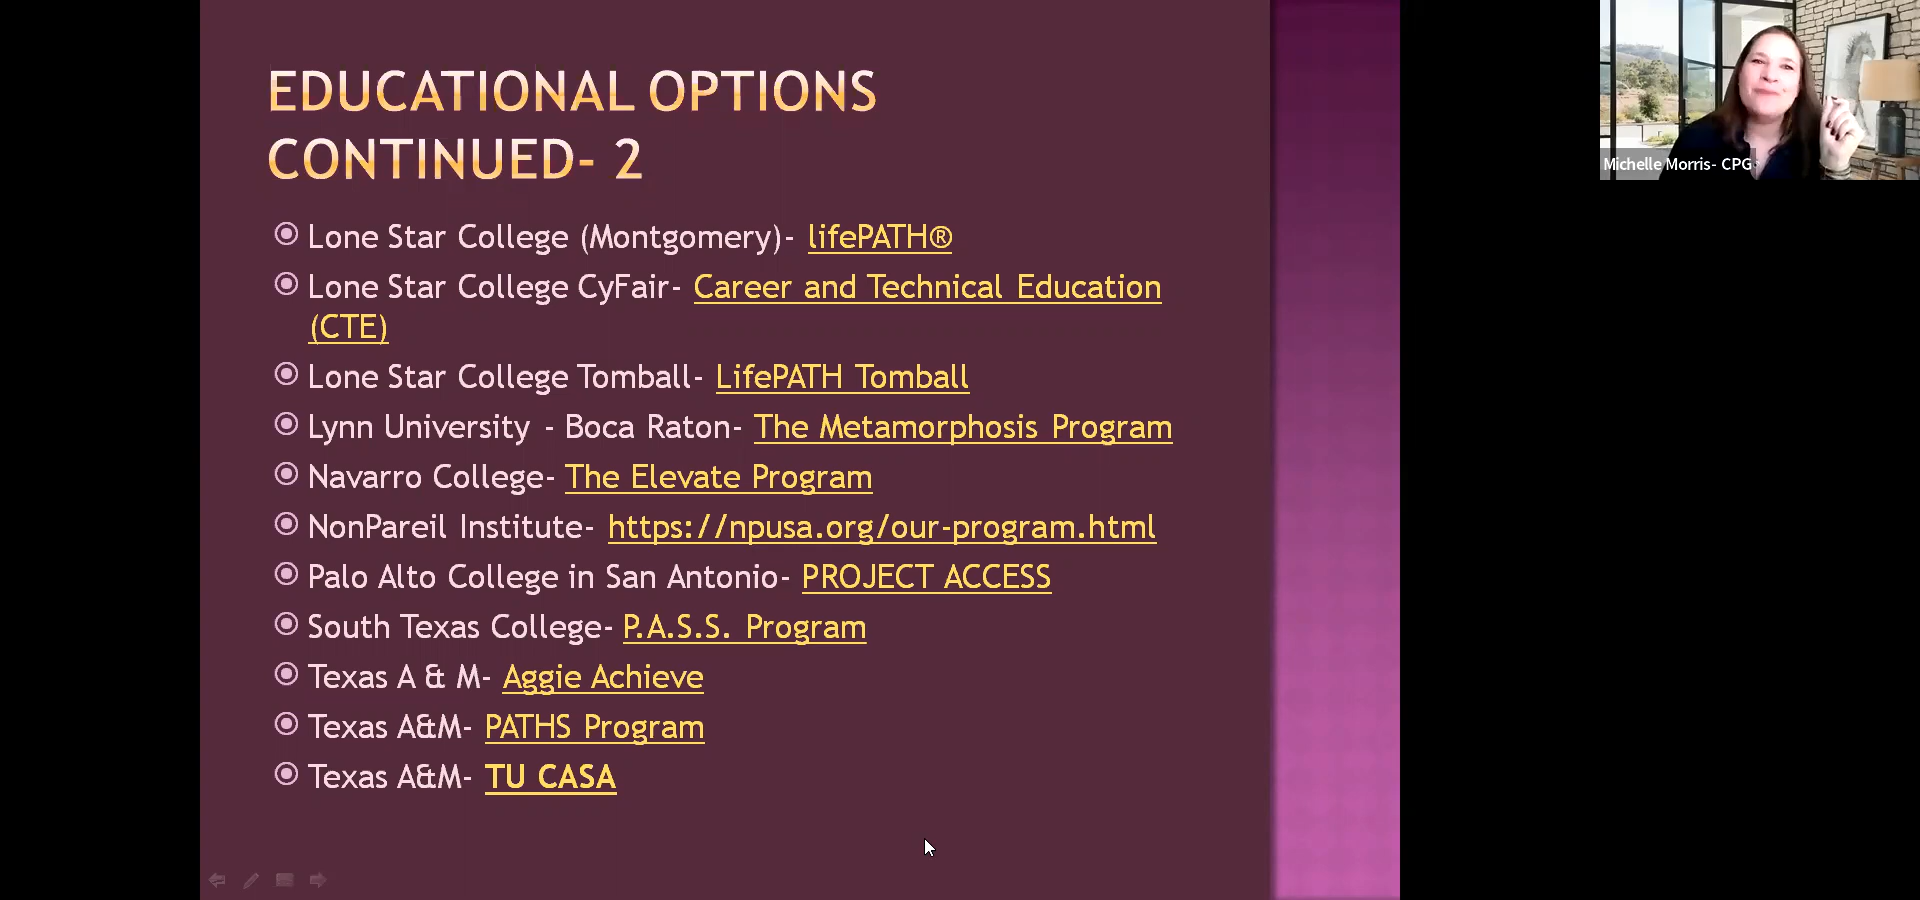 EDUCATIONAL OPTIONS
CONTINUED- 2
Lone Star College (Montgomery)- lifePATH®
Lone Star College CyFair- Career and Technical Education
(CTE)
Lone Star College Tomball- LifePATH Tomball
Lynn University - Boca Raton- The Metamorphosis Program
Navarro College- The Elevate Program
NonPareil Institute- https://npusa.org/our-program.html
Palo Alto College in San Antonio- PROJECT ACCESS
South Texas College- P.A.S.S. Program
Texas A & M- Aggie Achieve
Texas A&M- PATHS Program
Texas A&M- TU CASA
Michelle Morris- CPG